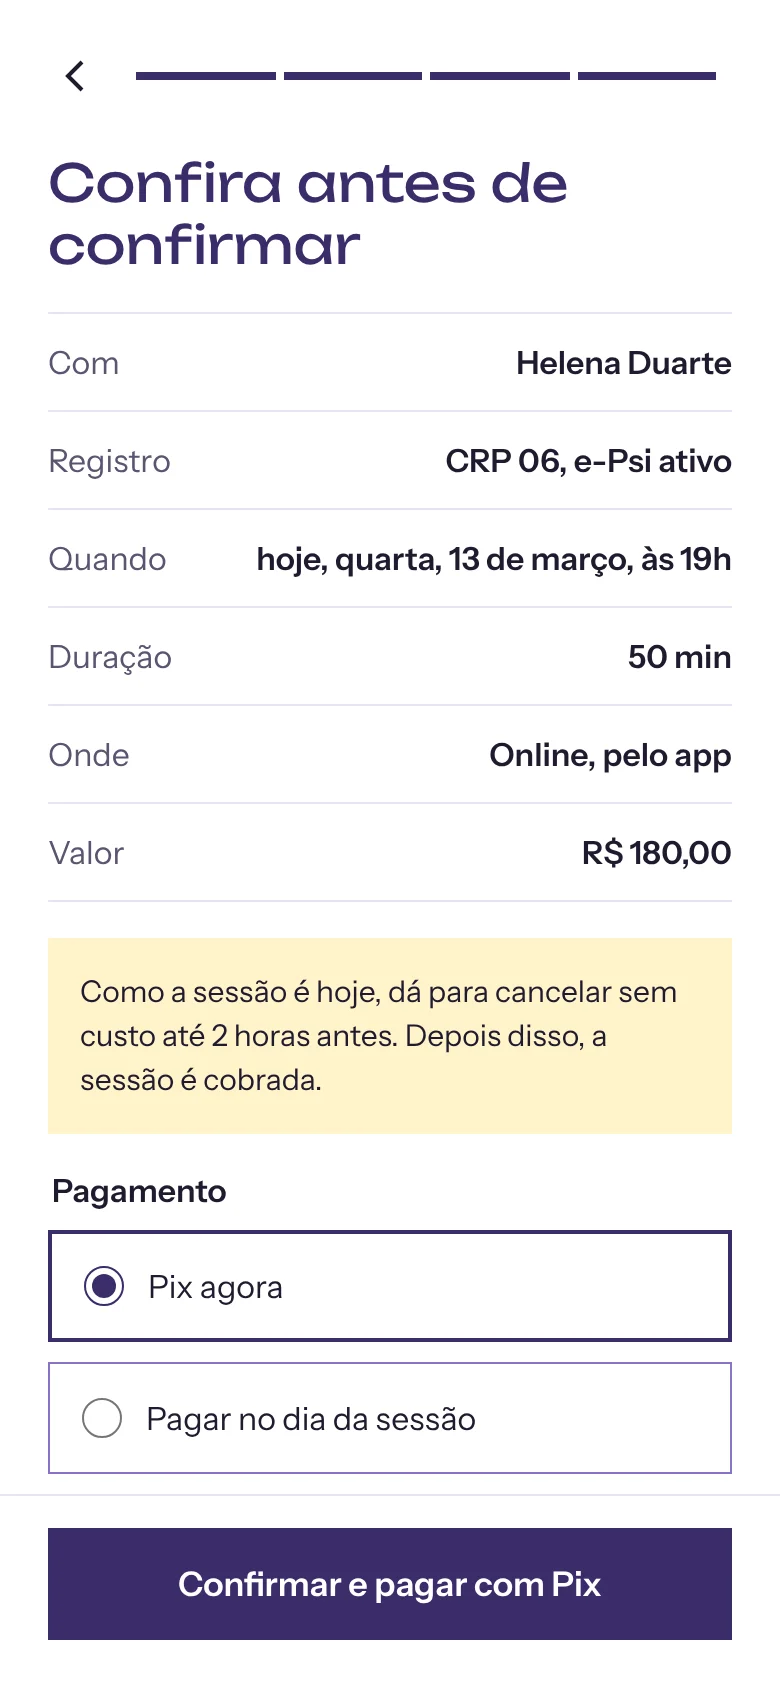 Confira antes de
confirmar
Com Helena Duarte
Registro CRP 06, e-Psi ativo
Quando hoje, quarta, 13 de março, às 19h
Duração 50 min
Onde Online, pelo app
Valor R$ 180,00
Como a sessão é hoje, dá para cancelar sem
custo até 2 horas antes. Depois disso, a
sessão é cobrada.
Pagamento
Pix agora
Pagar no dia da sessão
Confirmar e pagar com Pix